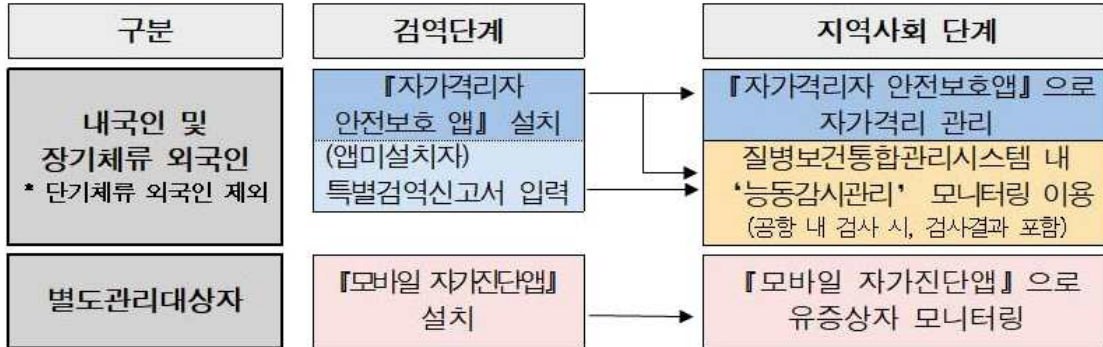 구분
검역단계
지역사회 단계
내국인 및
장기체류 외국인
* 단기체류 외국인 제외
『자가격리자
안전보호 앱』 설치
(앱미설치자)
특별검역신고서 입력
『자가격리자 안전보호앱』으로
자가격리 관리
질병보건통합관리시스템 내
‘능동감시관리’ 모니터링 이용
(공항 내 검사 시, 검사결과 포함)
별도관리대상자
『모바일 자가진단앱』
설치
『모바일 자가진단앱』으로
유증상자 모니터링